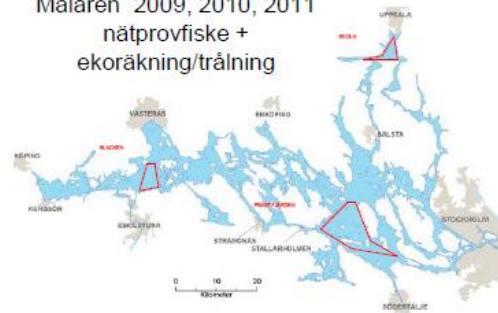 Mälaren 2009, 2010, 2011
nätprovfiske +
ekoräkning/trålning
UPPSALA
EKOLN
VÄSTERÅS
ENKÖPING
BÅLSTA
KÖPING
BLACKEN
KUNGSÖR
PRÄSTFJÄRDEN
STOCKHOLM
ESKILSTUNA
STRÄNGNÄS
STALLARHOLMEN
0 10 20
Kilometer
SÖDERTÄLJE